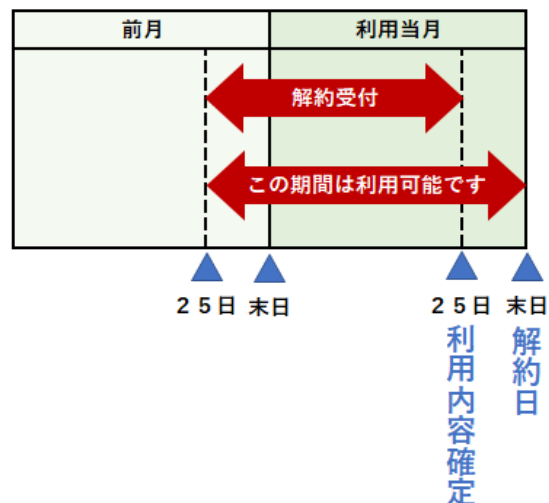 前月
利用当月
解約受付
この期間は利用可能です
２５日
末日
２５日
末日
利用内容確定
解約日